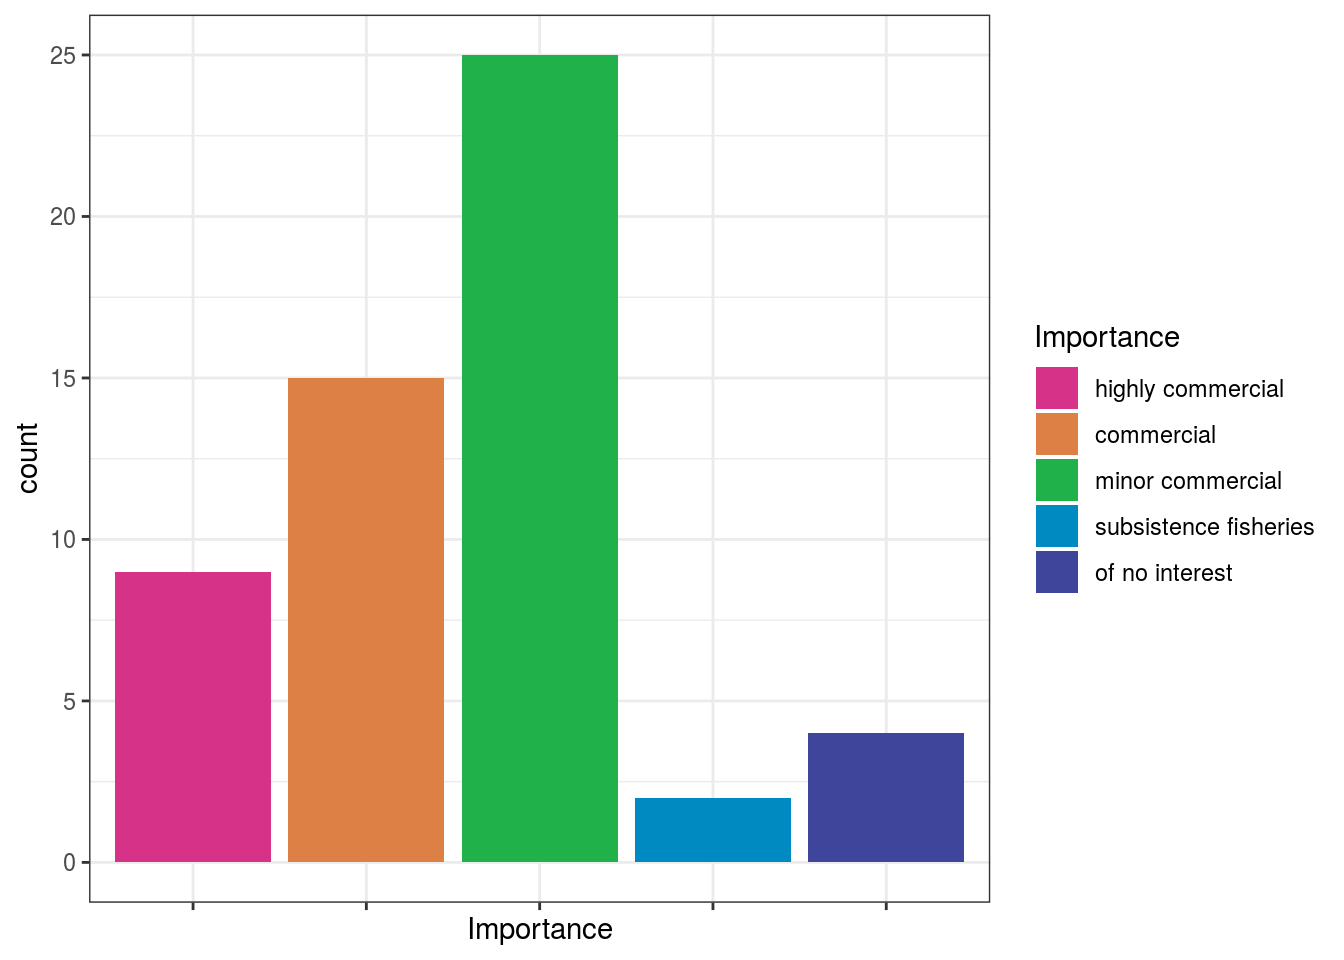 25
20
15
10
5
0
count
Importance
Importance
highly commercial
commercial
minor commercial
subsistence fisheries
of no interest